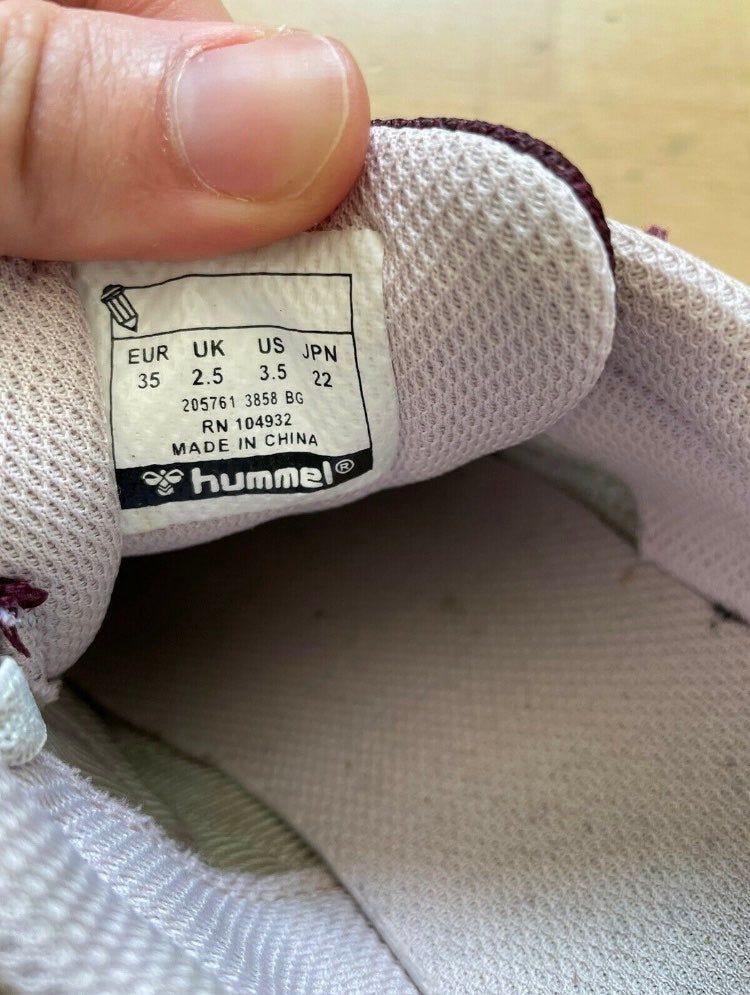 EUR UK US JPN
35 2.5 3.5 22
205761 3858 BG
RN 104932
MADE IN CHINA
hummel®